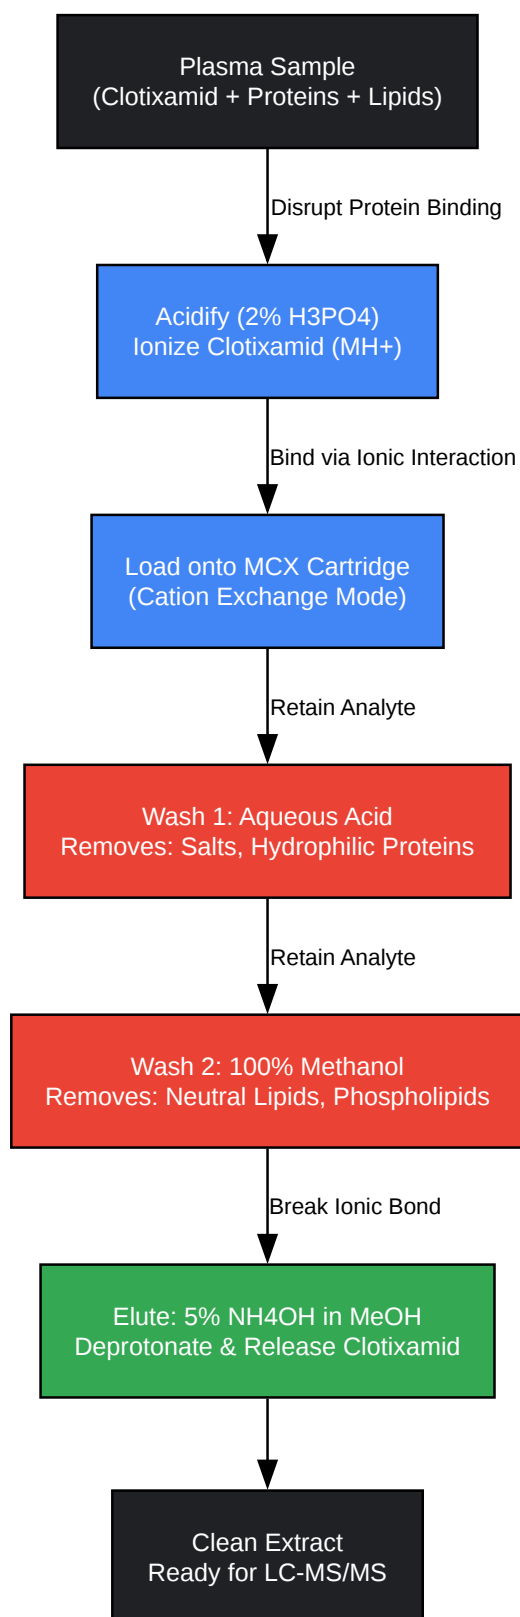 Plasma Sample
(Clotixamid + Proteins + Lipids)
Disrupt Protein Binding
Acidify (2% H3PO4)
Ionize Clotixamid (MH+)
Bind via Ionic Interaction
Load onto MCX Cartridge
(Cation Exchange Mode)
Retain Analyte
Wash 1: Aqueous Acid
Removes: Salts, Hydrophilic Proteins
Retain Analyte
Wash 2: 100% Methanol
Removes: Neutral Lipids, Phospholipids
Break Ionic Bond
Elute: 5% NH4OH in MeOH
Deprotonate & Release Clotixamid
Clean Extract
Ready for LC-MS/MS